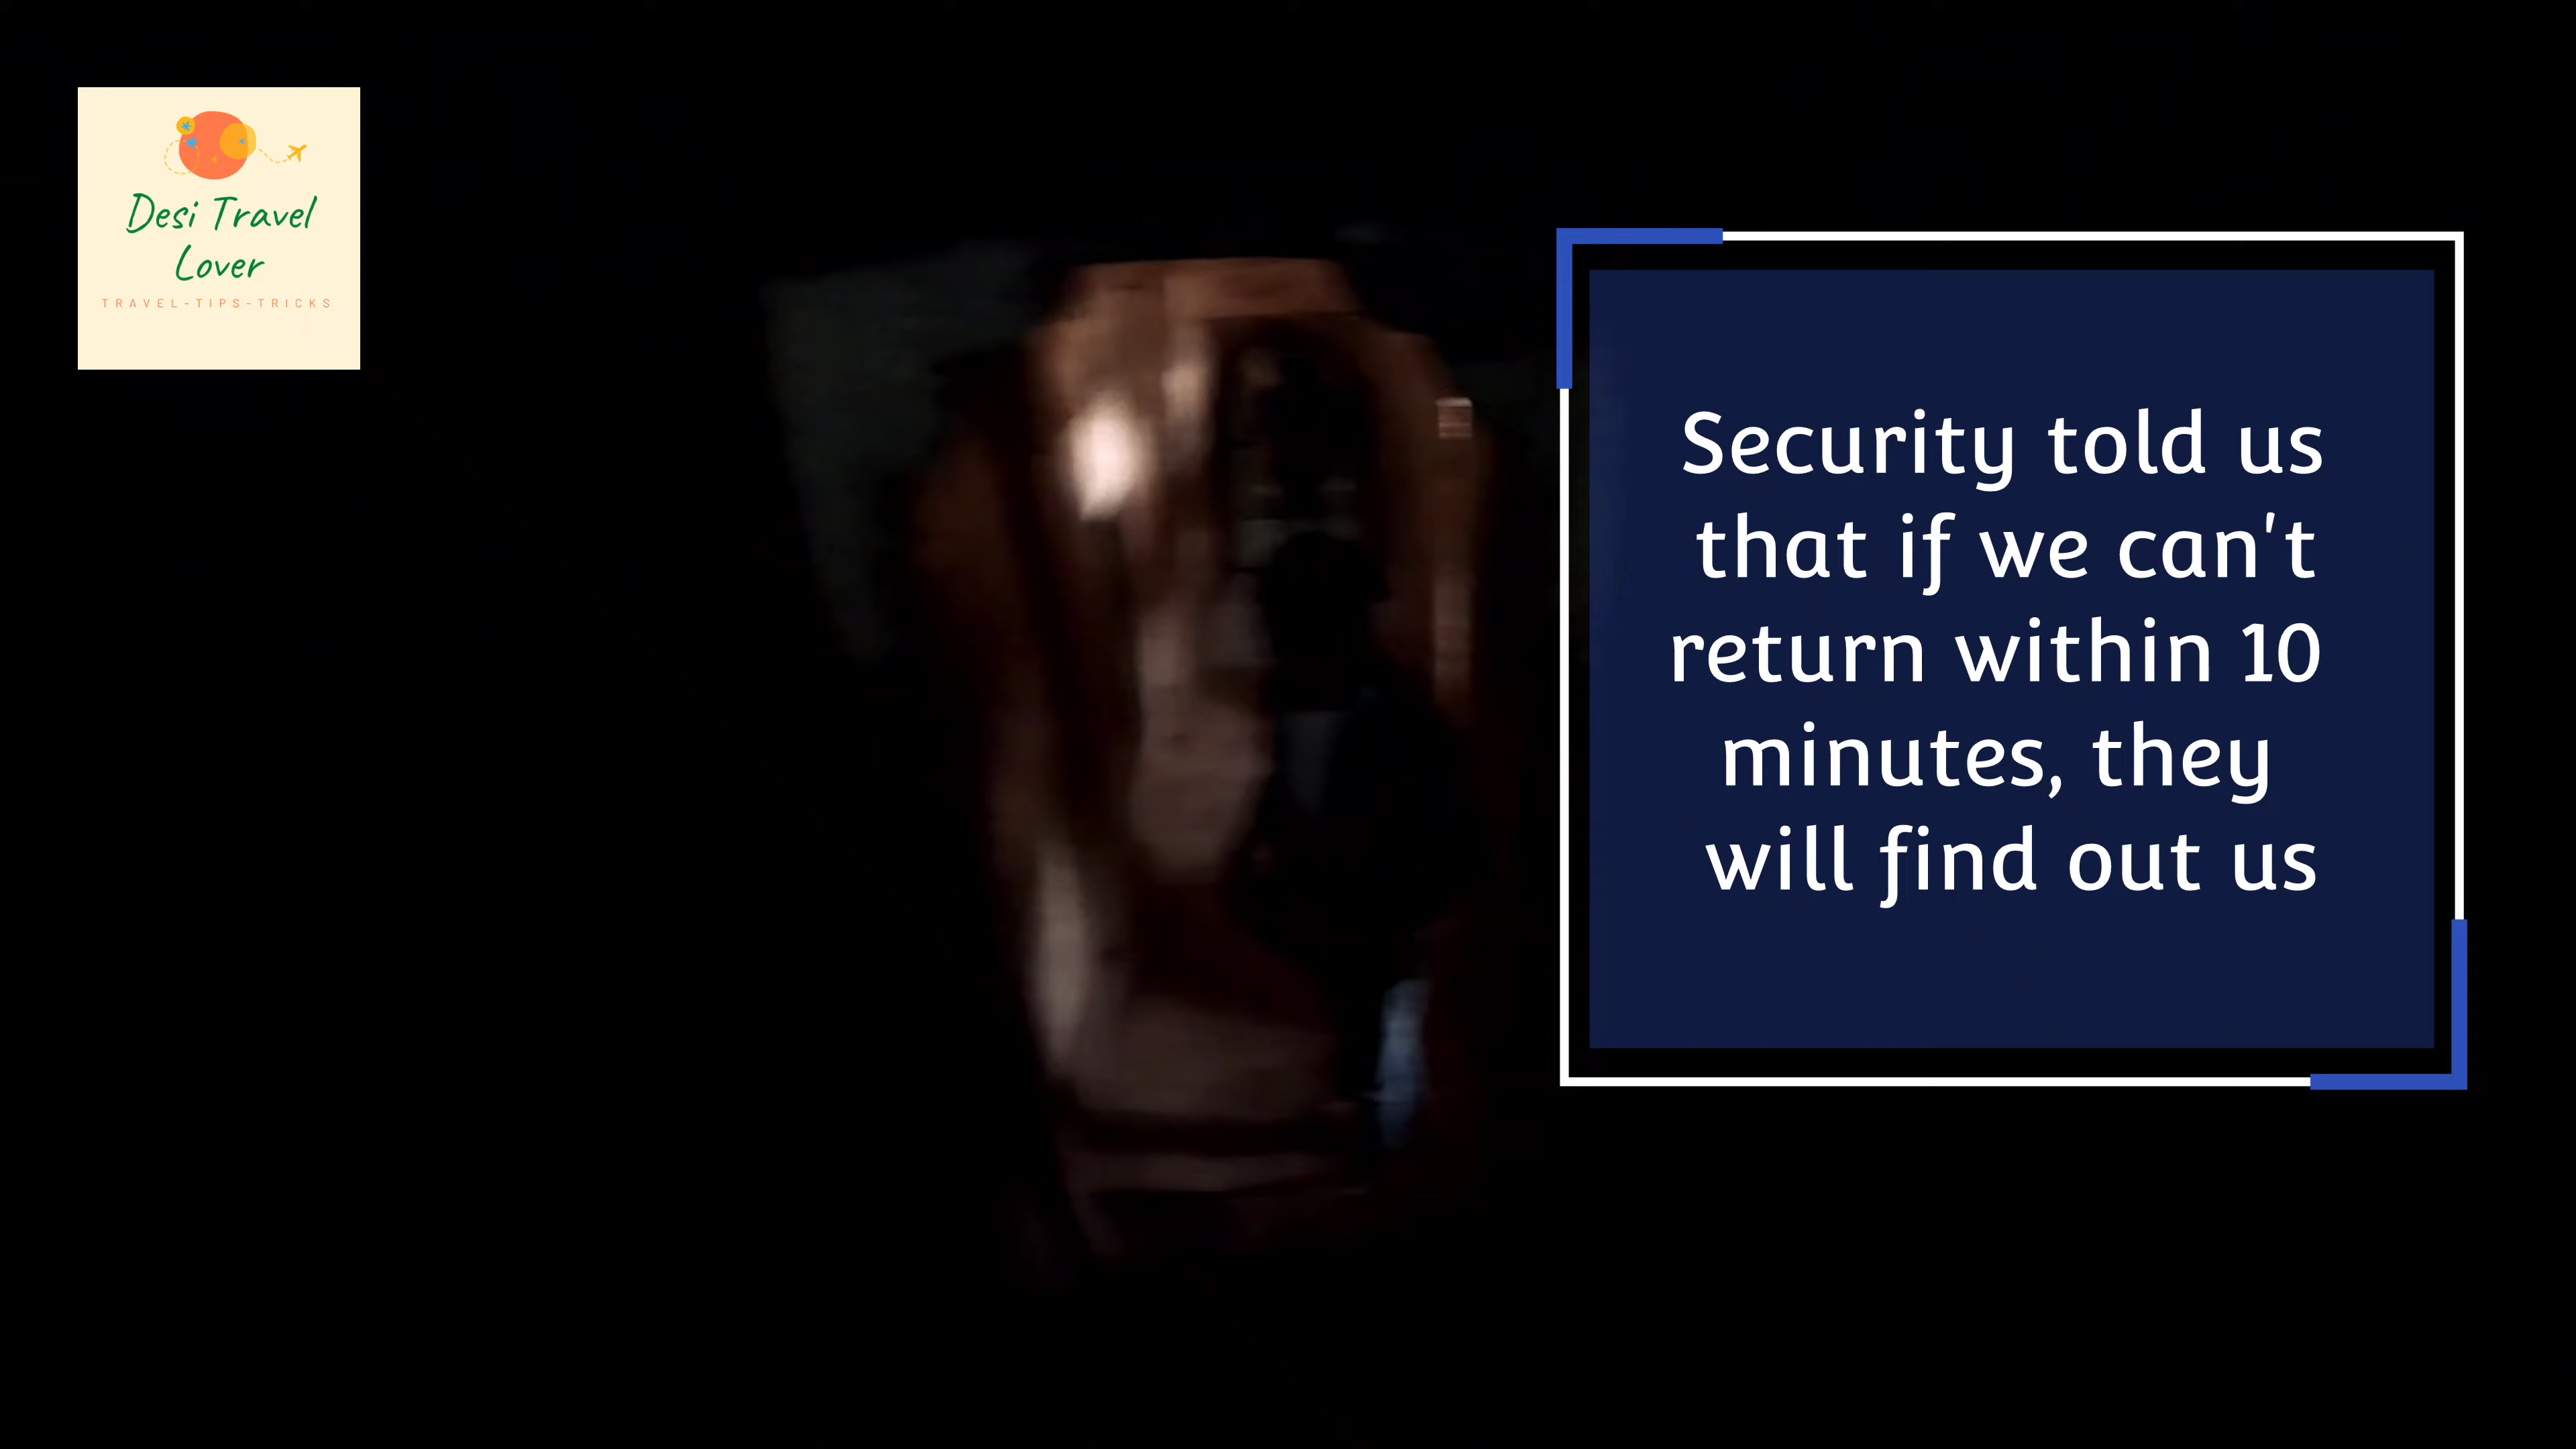 Desi Travel
Lover
TRAVEL-TIPS-TRICKS
Security told us
that if we can't
return within 10
minutes, they
will find out us